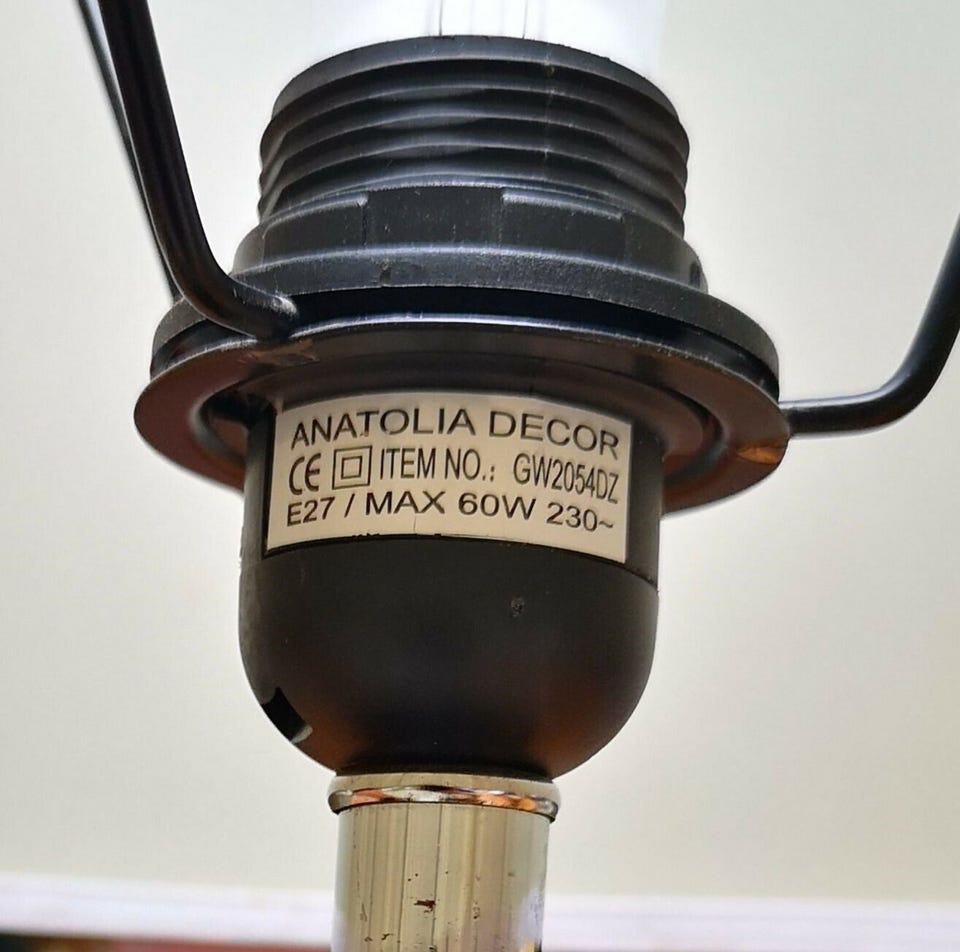 ANATOLIA DECOR
CE ITEM NO.: GW2054DZ
E27 / MAX 60W 230~